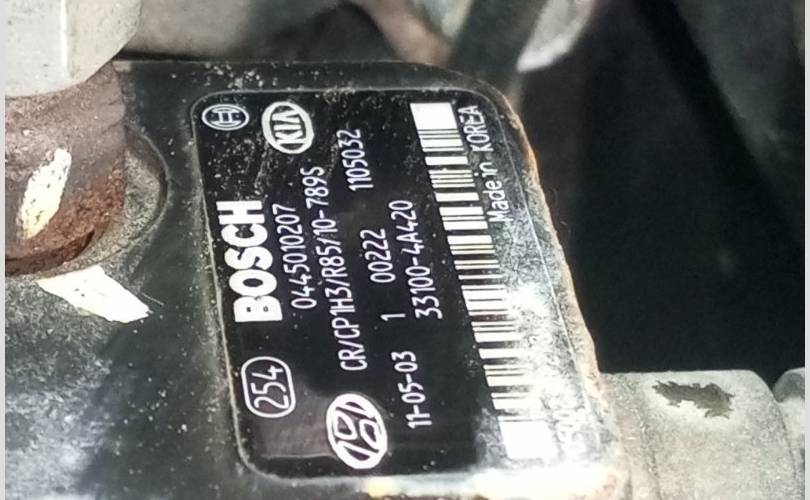 KIA
254 BOSCH
0445010207
CR/CP1H3/R85/10-789S
11-05-03 1 00222 1105032
33100-4A420
Made in KOREA